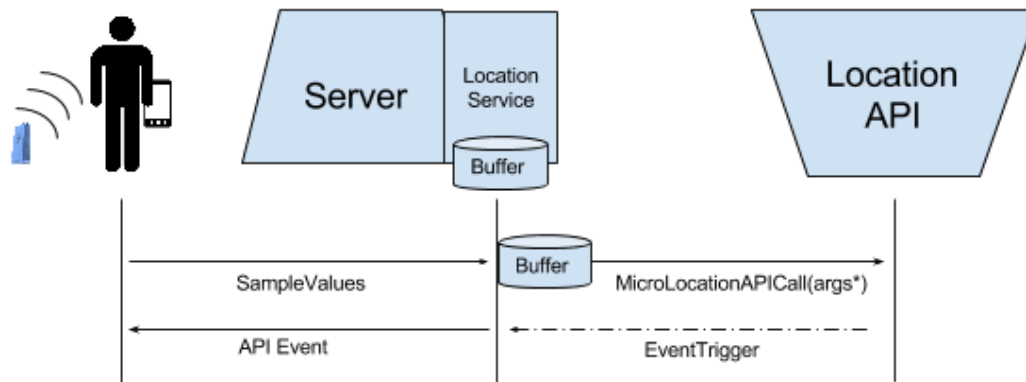 Server
Location
Service
Buffer
Location
API
Buffer
SampleValues
MicroLocationAPICall(args*)
API Event
EventTrigger